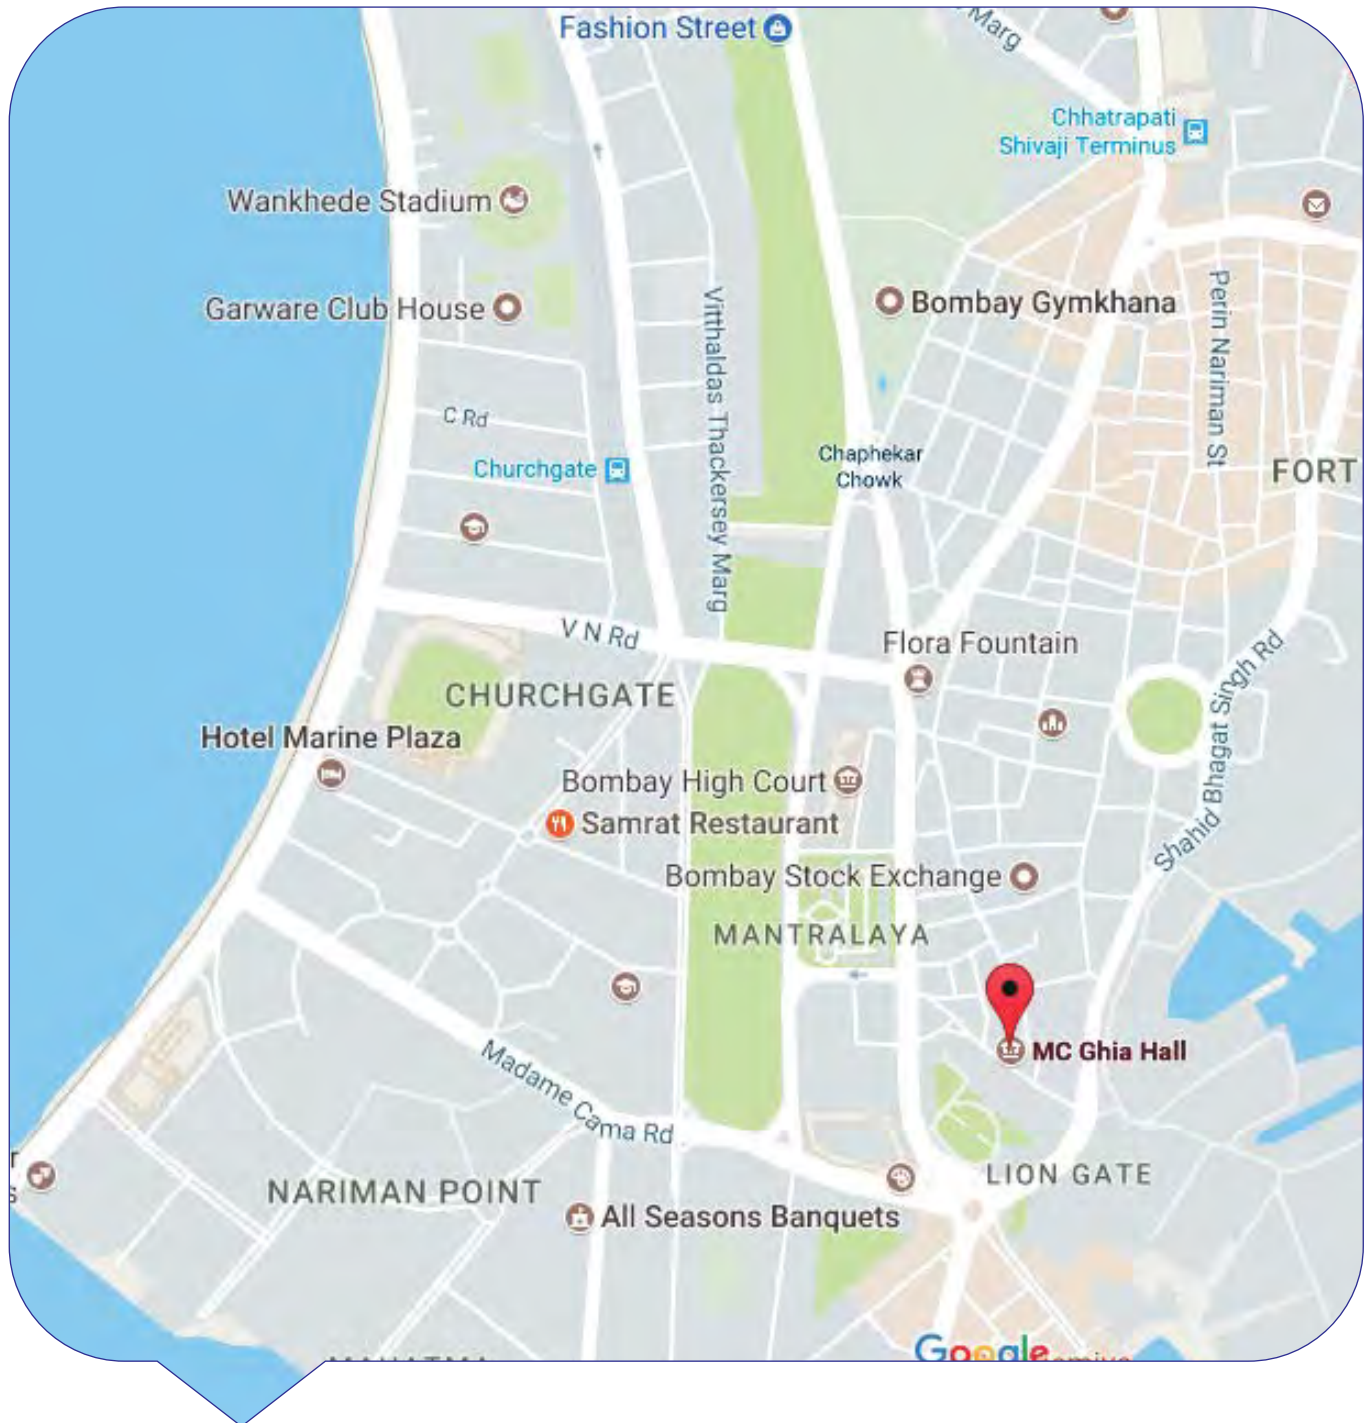 Fashion Street
Marg
Chhatrapati
Shivaji Terminus
Wankhede Stadium
Garware Club House
Bombay Gymkhana
Perin Nariman St
Vitthaldas Thackersey Marg
C Rd
Churchgate
Chaphekar
Chowk
FORT
V N Rd
Flora Fountain
CHURCHGATE
Hotel Marine Plaza
Shahid Bhagat Singh Rd
Bombay High Court
Samrat Restaurant
Bombay Stock Exchange
MANTRALAYA
MC Ghia Hall
Madame Cama Rd
LION GATE
NARIMAN POINT
All Seasons Banquets
Google